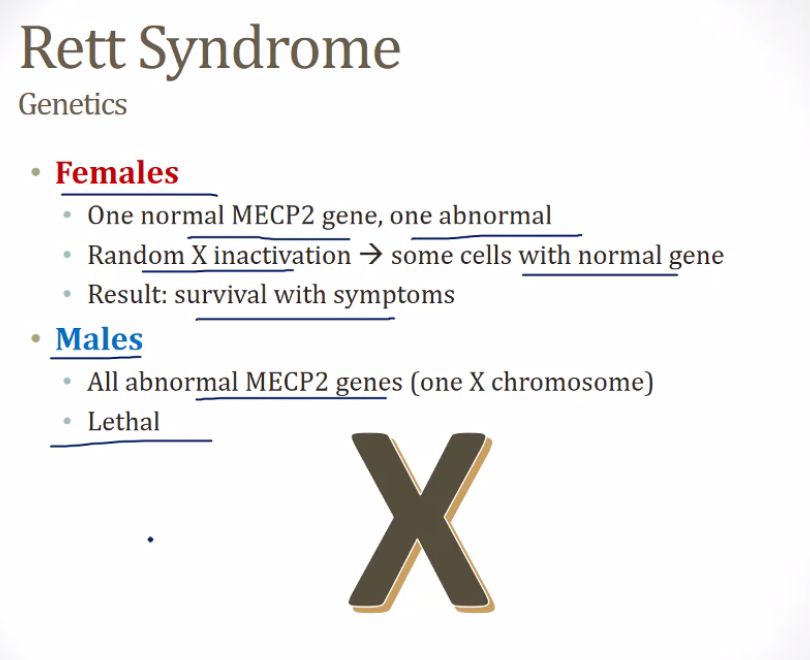 Rett Syndrome
Genetics
• Females
• One normal MECP2 gene, one abnormal
• Random X inactivation → some cells with normal gene
• Result: survival with symptoms
• Males
• All abnormal MECP2 genes (one X chromosome)
• Lethal
X